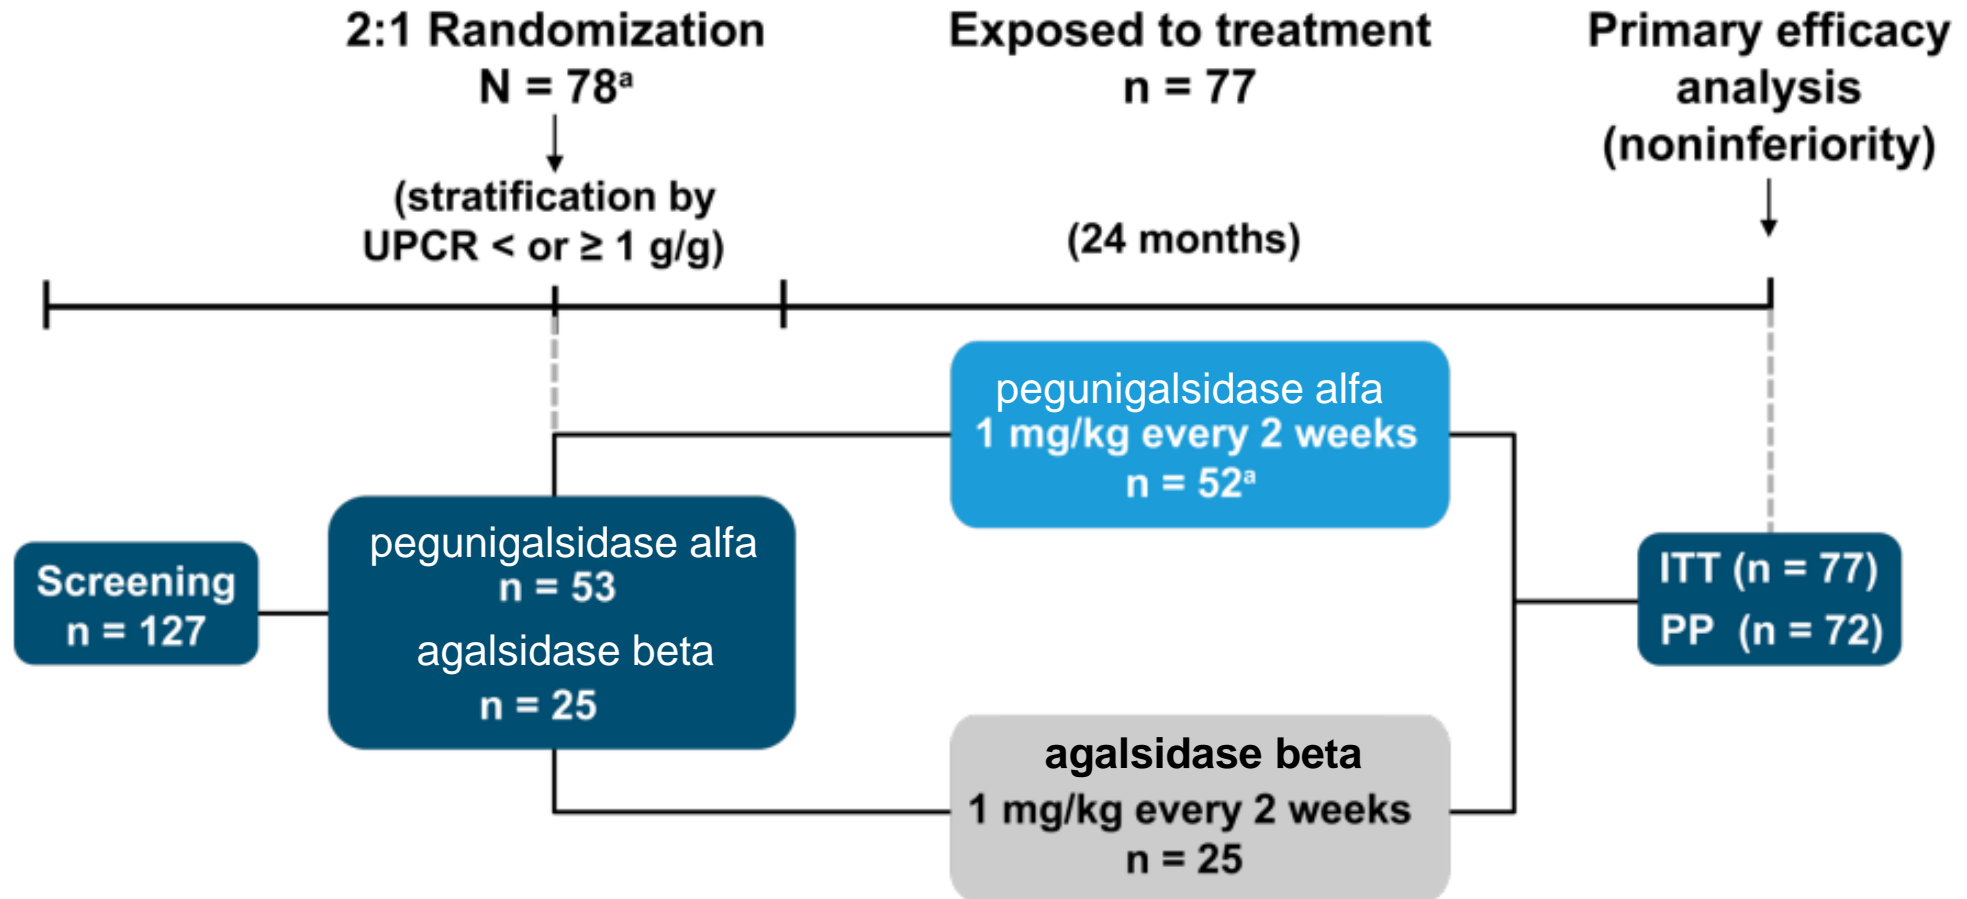 2:1 Randomization
N = 78ᵃ
(stratification by
UPCR < or ≥ 1 g/g)
Exposed to treatment
n = 77
(24 months)
Primary efficacy
analysis
(noninferiority)
Screening
n = 127
pegunigalsidase alfa
n = 53
agalsidase beta
n = 25
pegunigalsidase alfa
1 mg/kg every 2 weeks
n = 52ᵃ
agalsidase beta
1 mg/kg every 2 weeks
n = 25
ITT (n = 77)
PP (n = 72)